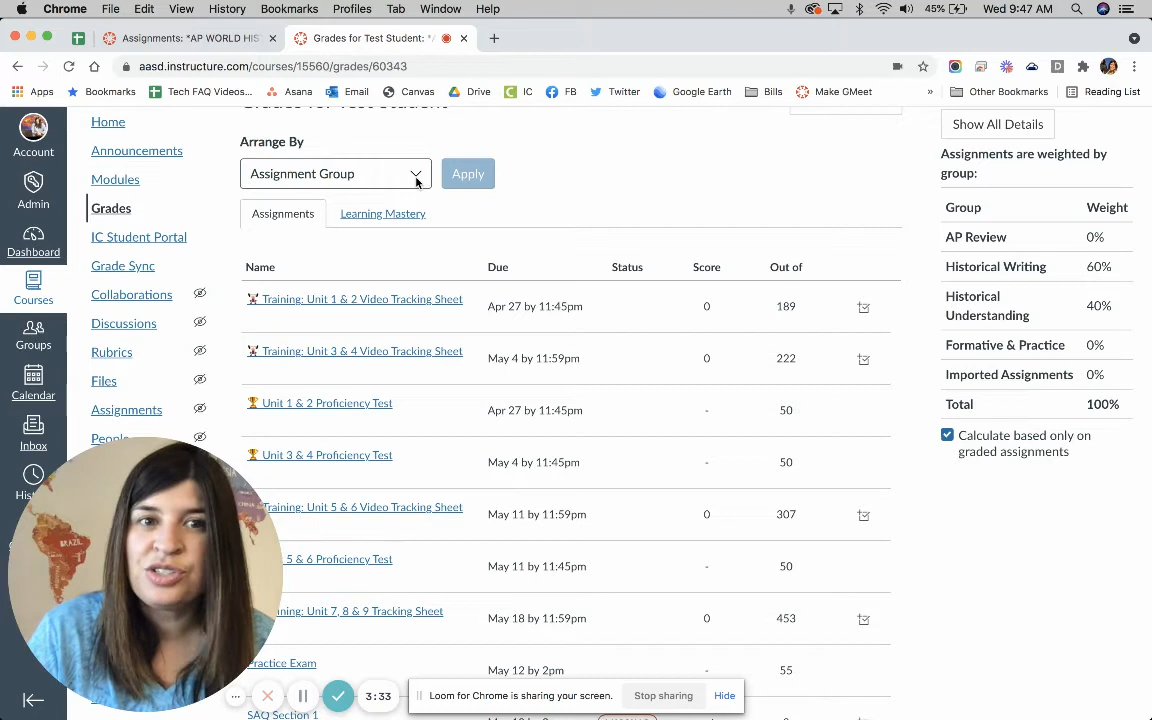 Chrome File Edit View History Bookmarks Profiles Tab Window Help 45% Wed 9:47 AM
Assignments: *AP WORLD HIS Grades for Test Student: *
aasd.instructure.com/courses/15560/grades/60343
Apps Bookmarks Tech FAQ Videos... Asana Email Canvas Drive IC FB Twitter Google Earth Bills Make GMeet » Other Bookmarks Reading List
Grades for Test Student
Account
Admin
Dashboard
Courses
Groups
Calendar
Inbox
Home
Announcements
Modules
Grades
IC Student Portal
Grade Sync
Collaborations
Discussions
Rubrics
Files
Assignments
People
Arrange By
Assignment Group Apply
Assignments Learning Mastery
Name Due Status Score Out of
Training: Unit 1 & 2 Video Tracking Sheet Apr 27 by 11:45pm 0 189
Training: Unit 3 & 4 Video Tracking Sheet May 4 by 11:59pm 0 222
Unit 1 & 2 Proficiency Test Apr 27 by 11:45pm - 50
Unit 3 & 4 Proficiency Test May 4 by 11:45pm - 50
Training: Unit 5 & 6 Video Tracking Sheet May 11 by 11:59pm 0 307
5 & 6 Proficiency Test May 11 by 11:45pm - 50
ining: Unit 7, 8 & 9 Tracking Sheet May 18 by 11:59pm 0 453
Practice Exam May 12 by 2pm 55
SAQ Section 1
Show All Details
Assignments are weighted by
group:
Group Weight
AP Review 0%
Historical Writing 60%
Historical
Understanding 40%
Formative & Practice 0%
Imported Assignments 0%
Total 100%
Calculate based only on
graded assignments
BRAZIL
3:33
Loom for Chrome is sharing your screen. Stop sharing Hide